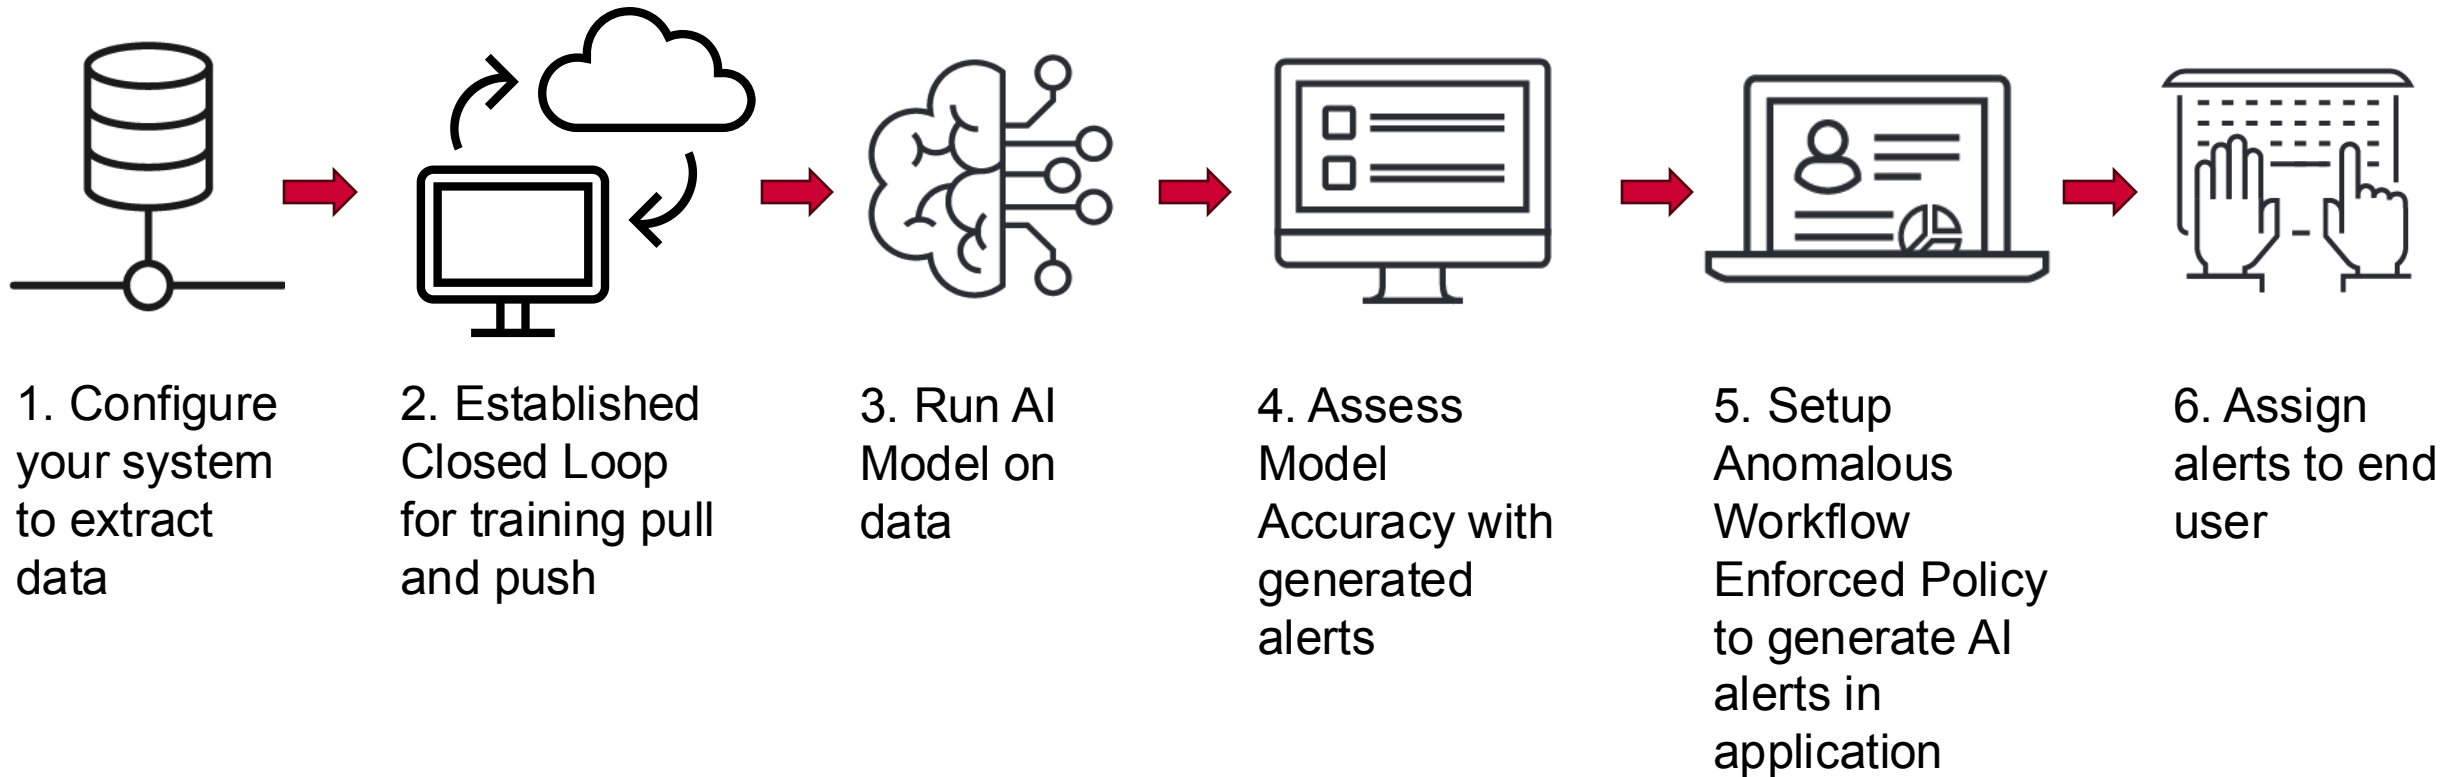 1. Configure
your system
to extract
data
2. Established
Closed Loop
for training pull
and push
3. Run AI
Model on
data
4. Assess
Model
Accuracy with
generated
alerts
5. Setup
Anomalous
Workflow
Enforced Policy
to generate AI
alerts in
application
6. Assign
alerts to end
user